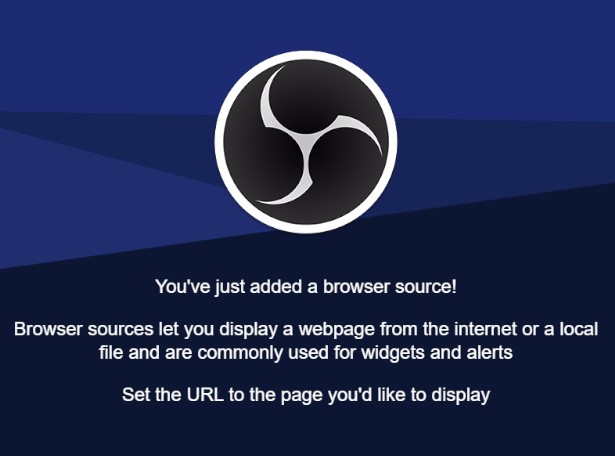 You've just added a browser source!
Browser sources let you display a webpage from the internet or a local
file and are commonly used for widgets and alerts
Set the URL to the page you'd like to display